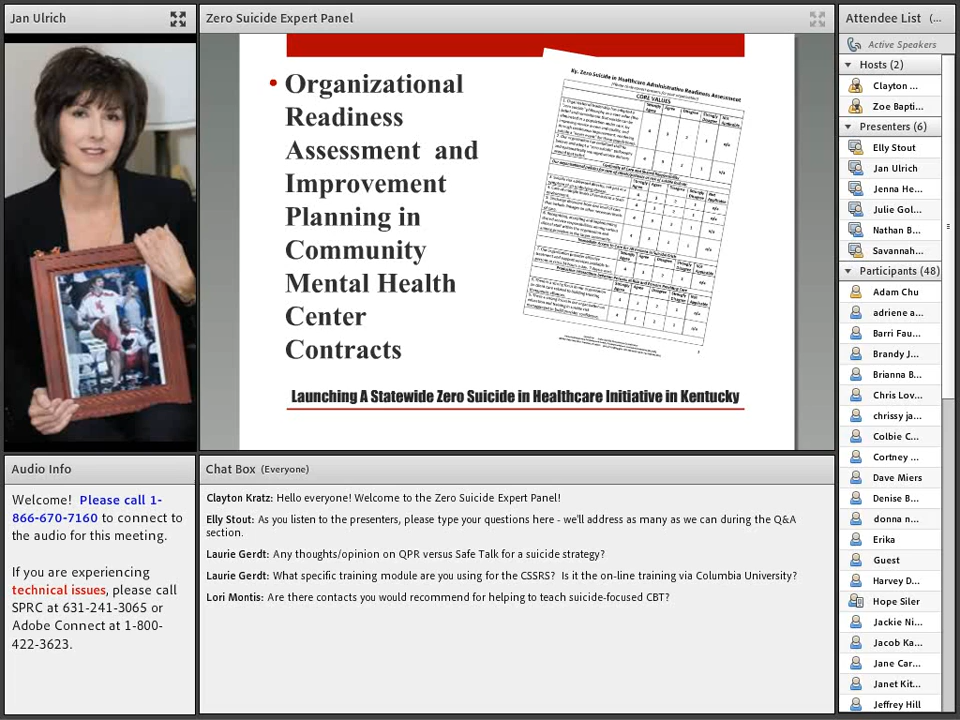 Jan Ulrich
Zero Suicide Expert Panel
Attendee List (...
Active Speakers
Hosts (2)
Clayton ...
Zoe Bapti...
Presenters (6)
Elly Stout
Jan Ulrich
Jenna He...
Julie Gol...
Nathan B...
Savannah...
Participants (48)
Adam Chu
adriene a...
Barri Fau...
Brandy J...
Brianna B...
Chris Lov...
chrissy ja...
Colbie C...
Cortney ...
Dave Miers
Denise B...
donna n...
Erika
Guest
Harvey D...
Hope Siler
Jackie Ni...
Jacob Ka...
Jane Car...
Janet Kit...
Jeffrey Hill
• Organizational
Readiness
Assessment and
Improvement
Planning in
Community
Mental Health
Center
Contracts
Ky. Zero Suicide in Healthcare Administrative Readiness Assessment
CORE VALUES
Launching A Statewide Zero Suicide in Healthcare Initiative in Kentucky
Audio Info
Welcome! Please call 1-
866-670-7160 to connect to
the audio for this meeting.
If you are experiencing
technical issues, please call
SPRC at 631-241-3065 or
Adobe Connect at 1-800-
422-3623.
Chat Box (Everyone)
Clayton Kratz: Hello everyone! Welcome to the Zero Suicide Expert Panel!
Elly Stout: As you listen to the presenters, please type your questions here - we'll address as many as we can during the Q&A
section.
Laurie Gerdt: Any thoughts/opinion on QPR versus Safe Talk for a suicide strategy?
Laurie Gerdt: What specific training module are you using for the CSSRS? Is it the on-line training via Columbia University?
Lori Montis: Are there contacts you would recommend for helping to teach suicide-focused CBT?